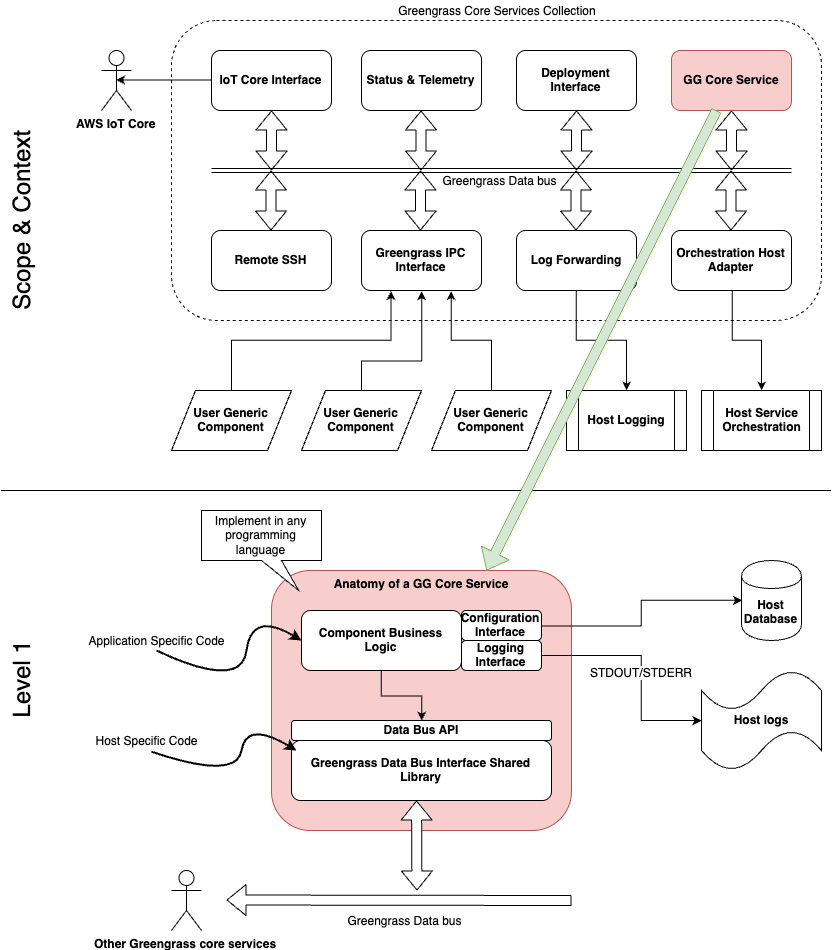 Greengrass Core Services Collection
Scope & Context
IoT Core Interface
Status & Telemetry
Deployment
Interface
GG Core Service
AWS IoT Core
Greengrass Data bus
Remote SSH
Greengrass IPC
Interface
Log Forwarding
Orchestration Host
Adapter
User Generic
Component
User Generic
Component
User Generic
Component
Host Logging
Host Service
Orchestration
Level 1
Implement in any
programming
language
Anatomy of a GG Core Service
Application Specific Code
Component Business
Logic
Configuration
Interface
Logging
Interface
Host
Database
STDOUT/STDERR
Host logs
Host Specific Code
Data Bus API
Greengrass Data Bus Interface Shared
Library
Greengrass Data bus
Other Greengrass core services